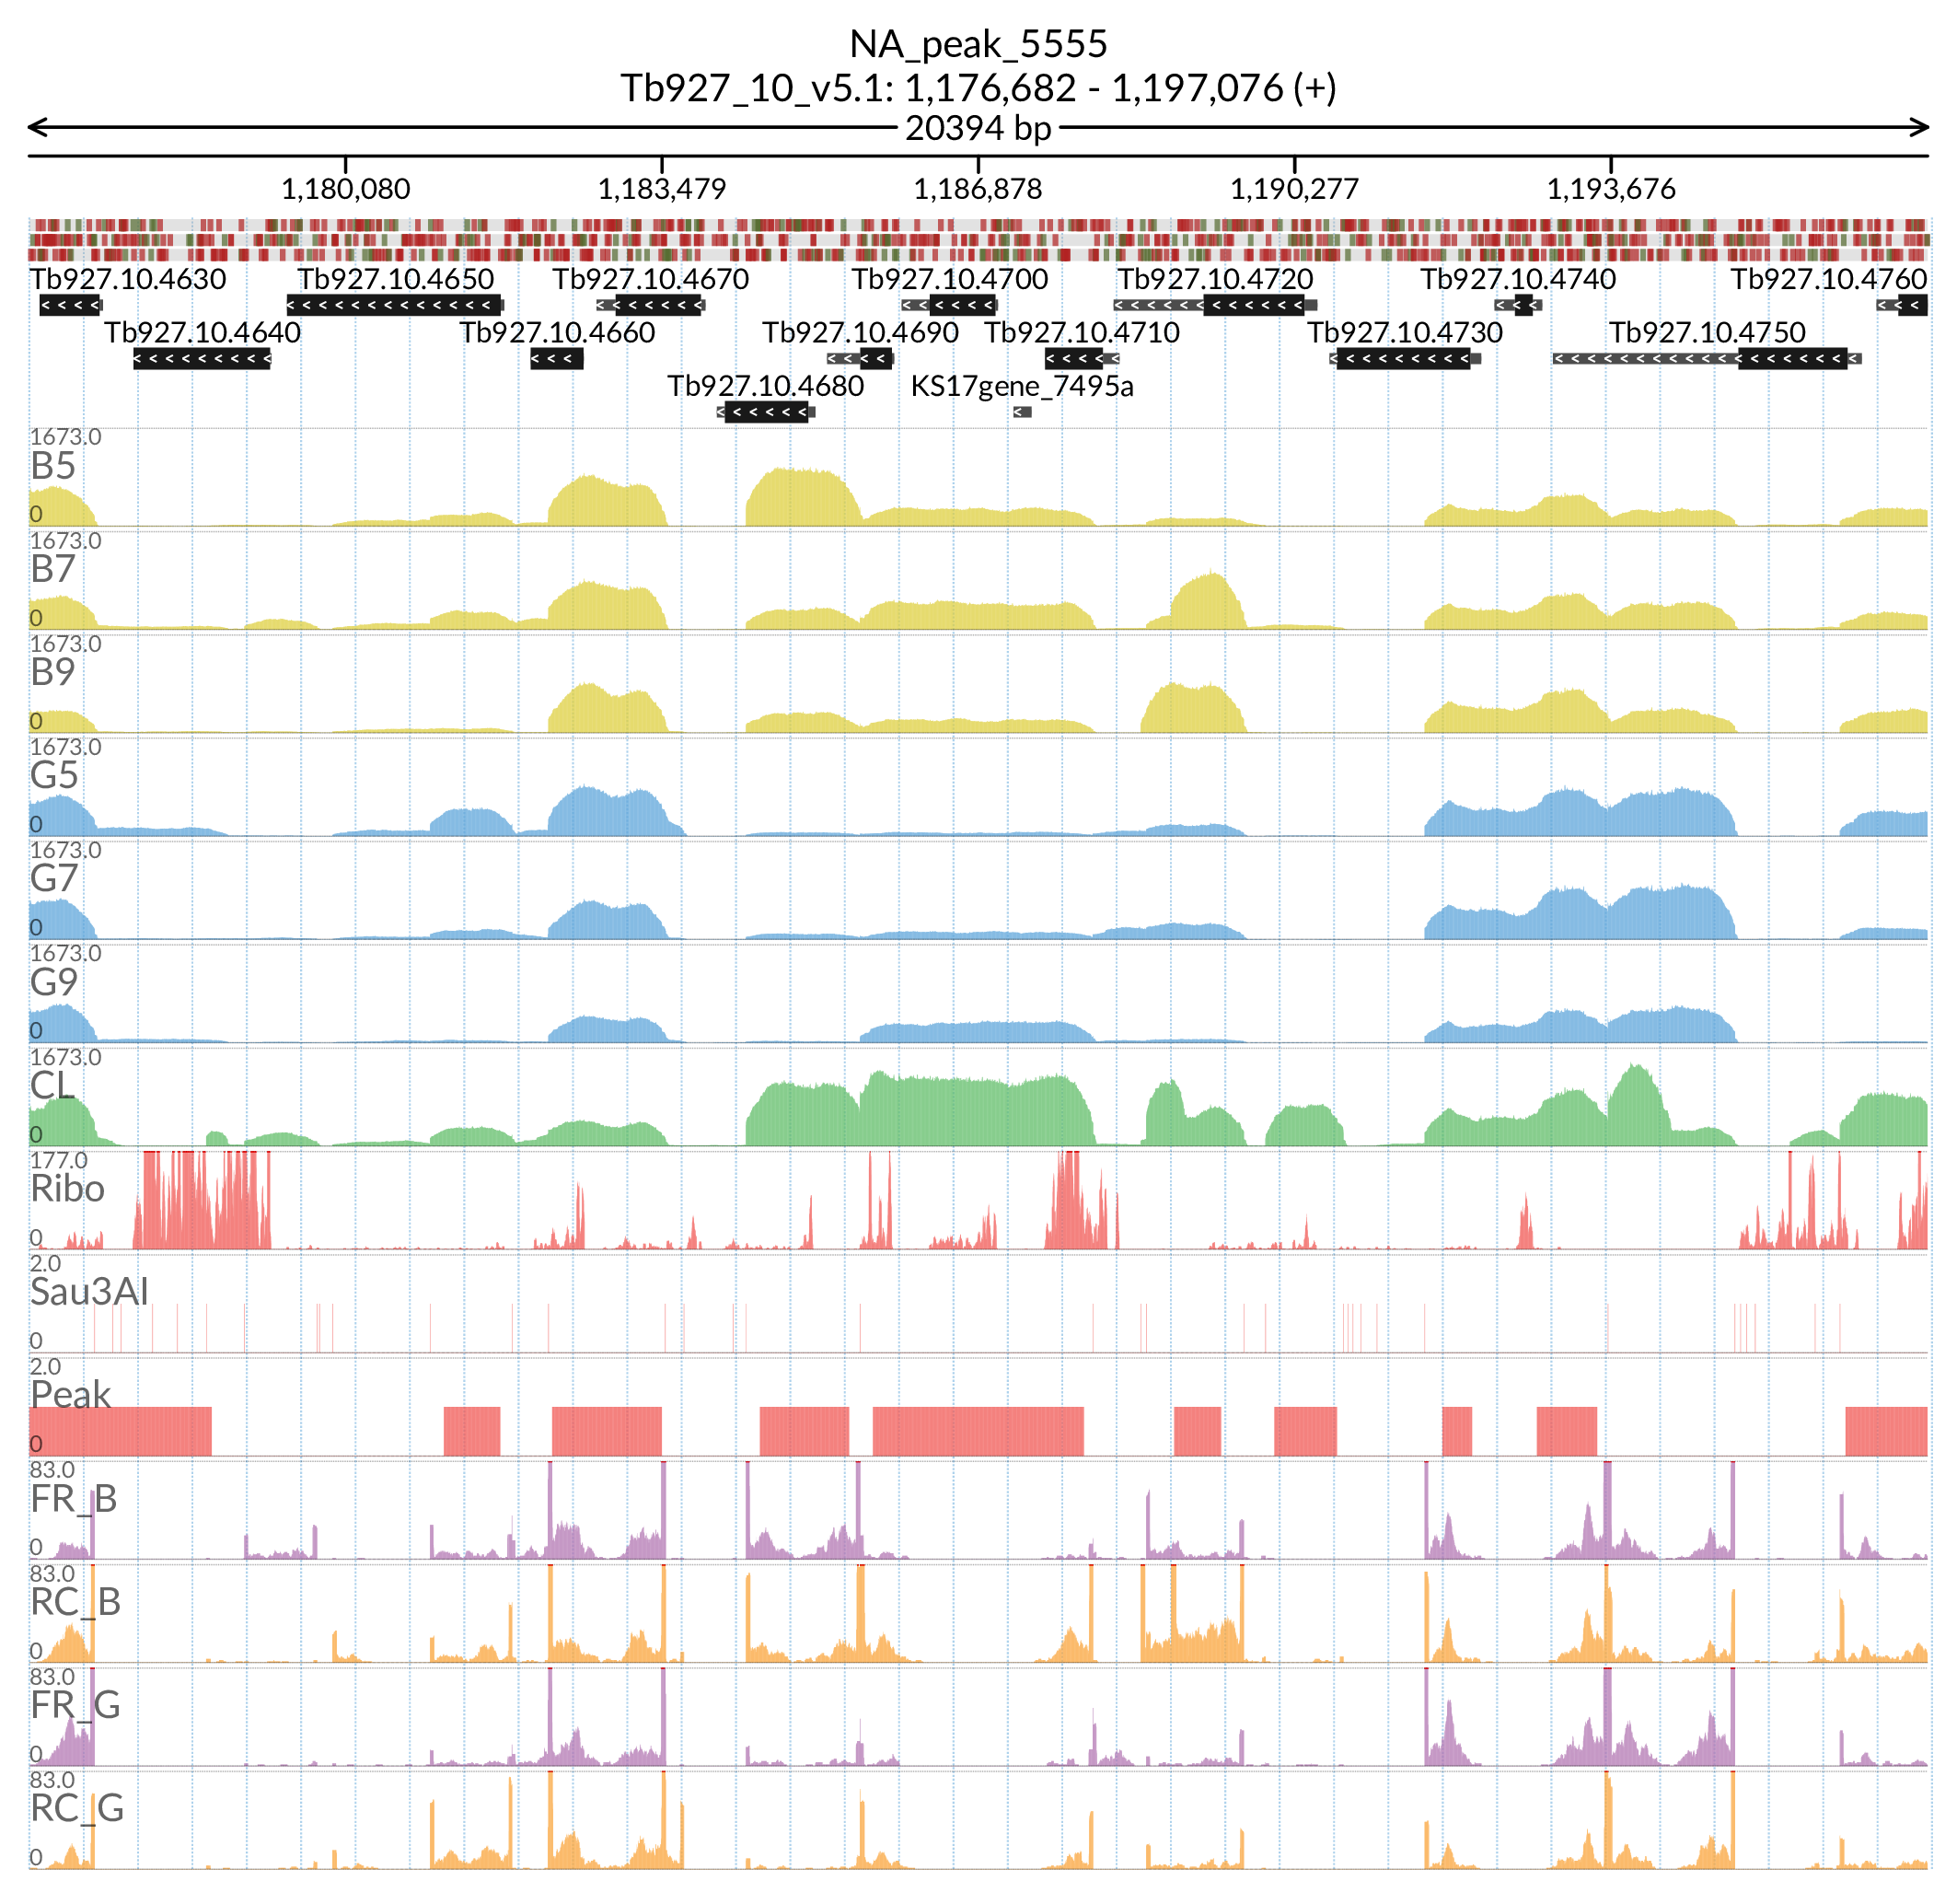 NA_peak_5555
Tb927_10_v5.1: 1,176,682 - 1,197,076 (+)
20394 bp
1,180,080 1,183,479 1,186,878 1,190,277 1,193,676
Tb927.10.4630 Tb927.10.4650 Tb927.10.4670 Tb927.10.4700 Tb927.10.4720 Tb927.10.4740 Tb927.10.4760
Tb927.10.4640 Tb927.10.4660 Tb927.10.4690 Tb927.10.4710 Tb927.10.4730 Tb927.10.4750
Tb927.10.4680 KS17gene_7495a
1673.0
B5
0
1673.0
B7
0
1673.0
B9
0
1673.0
G5
0
1673.0
G7
0
1673.0
G9
0
1673.0
CL
0
177.0
Ribo
0
2.0
Sau3AI
0
2.0
Peak
0
83.0
FR_B
0
83.0
RC_B
0
83.0
FR_G
0
83.0
RC_G
0